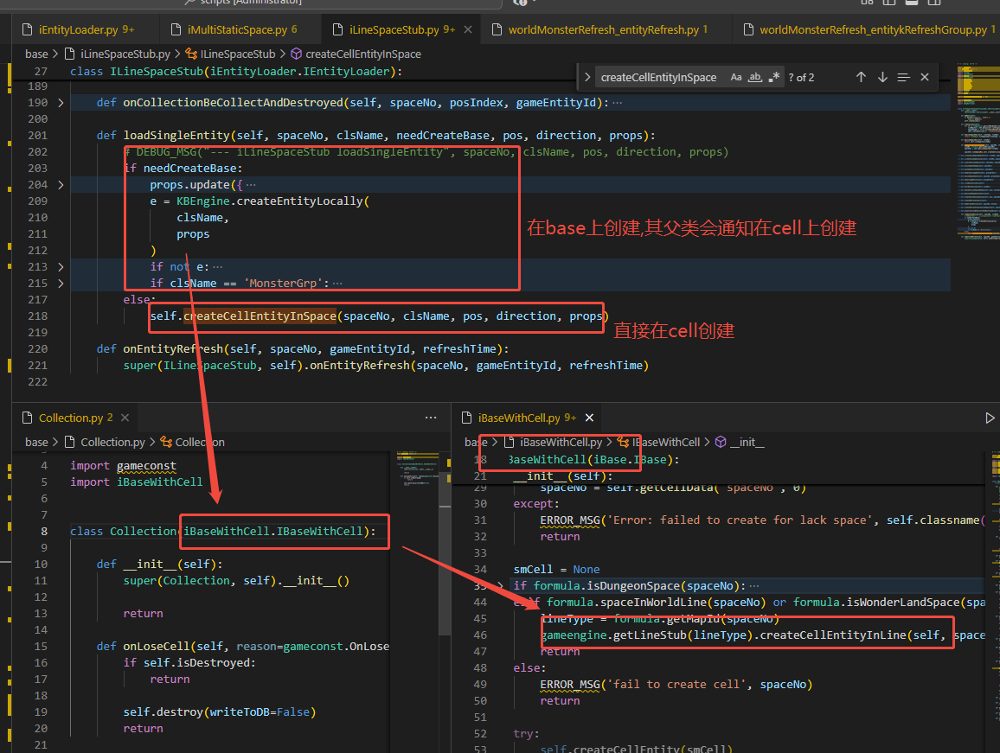 scripts [Administrator]
iEntityLoader.py 9+ iMultiStaticSpace.py 6 iLineSpaceStub.py 9+ worldMonsterRefresh_entityRefresh.py 1 worldMonsterRefresh_entitykRefreshGroup.py 1
base > iLineSpaceStub.py > ILineSpaceStub > createCellEntityInSpace
27 class ILineSpaceStub(iEntityLoader.IEntityLoader):
createCellEntityInSpace Aa ab .* ? of 2
189
190 def onCollectionBeCollectAndDestroyed(self, spaceNo, posIndex, gameEntityId): ···
200
201 def loadSingleEntity(self, spaceNo, clsName, needCreateBase, pos, direction, props):
202 # DEBUG_MSG("--- iLineSpaceStub loadSingleEntity", spaceNo, clsName, pos, direction, props)
203 if needCreateBase:
204 props.update({ ···
209 e = KBEngine.createEntityLocally(
210 clsName,
211 props
在base上创建,其父类会通知在cell上创建
212 )
213 if not e: ···
215 if clsName == 'MonsterGrp': ···
217 else:
218 self.createCellEntityInSpace(spaceNo, clsName, pos, direction, props)
直接在cell创建
219
220 def onEntityRefresh(self, spaceNo, gameEntityId, refreshTime):
221 super(ILineSpaceStub, self).onEntityRefresh(spaceNo, gameEntityId, refreshTime)
222
Collection.py 2
base > Collection.py > Collection
4 import gameconst
5 import iBaseWithCell
6
7
8 class Collection(iBaseWithCell.IBaseWithCell):
9
10 def __init__(self):
11 super(Collection, self).__init__()
12
13 return
14
15 def onLoseCell(self, reason=gameconst.OnLose
16 if self.isDestroyed:
17 return
18
19 self.destroy(writeToDB=False)
20 return
21
iBaseWithCell.py 9+
base > iBaseWithCell.py > IBaseWithCell > __init__
18 BaseWithCell(iBase.IBase):
21 __init__(self):
29 spaceNo = self.getCellData('spaceNo', 0)
30 except:
31 ERROR_MSG('Error: failed to create for lack space', self.classname(
32 return
33
34 smCell = None
35 if formula.isDungeonSpace(spaceNo): ···
44 elif formula.spaceInWorldLine(spaceNo) or formula.isWonderLandSpace(spa
45 lineType = formula.getMapId(spaceNo)
46 gameengine.getLineStub(lineType).createCellEntityInLine(self, space
47 return
48 else:
49 ERROR_MSG('fail to create cell', spaceNo)
50 return
51
52 try:
53 self.createCellEntity(smCell)